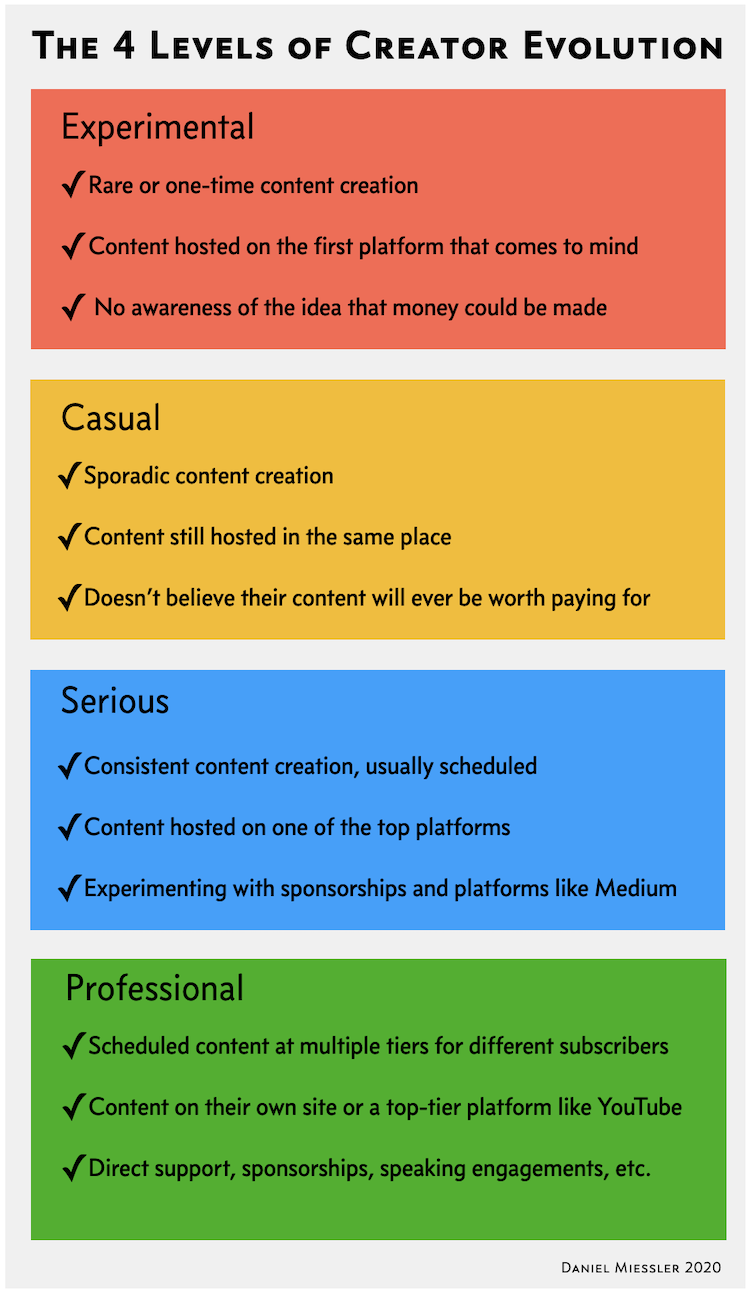 The 4 Levels of Creator Evolution
Experimental
✓Rare or one-time content creation
✓Content hosted on the first platform that comes to mind
✓ No awareness of the idea that money could be made
Casual
✓Sporadic content creation
✓Content still hosted in the same place
✓Doesn’t believe their content will ever be worth paying for
Serious
✓Consistent content creation, usually scheduled
✓Content hosted on one of the top platforms
✓Experimenting with sponsorships and platforms like Medium
Professional
✓Scheduled content at multiple tiers for different subscribers
✓Content on their own site or a top-tier platform like YouTube
✓Direct support, sponsorships, speaking engagements, etc.
Daniel Miessler 2020